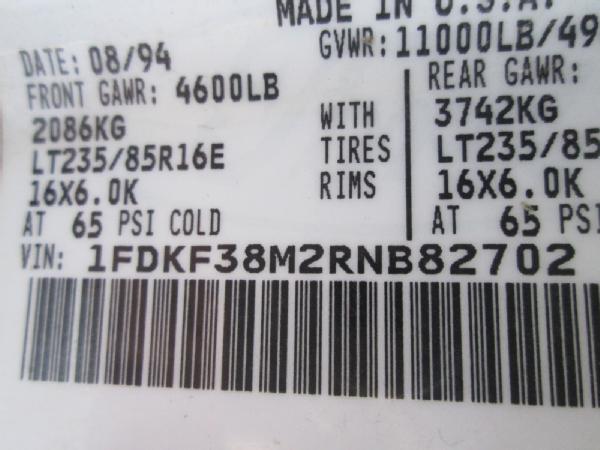 MADE IN U.S.A.
DATE: 08/94
GVWR: 11000LB/49
FRONT GAWR: 4600LB
REAR GAWR:
2086KG
WITH
3742KG
LT235/85R16E
TIRES
LT235/85
16X6.0K
RIMS
16X6.0K
AT 65 PSI COLD
AT 65 PSI
VIN: 1FDKF38M2RNB82702